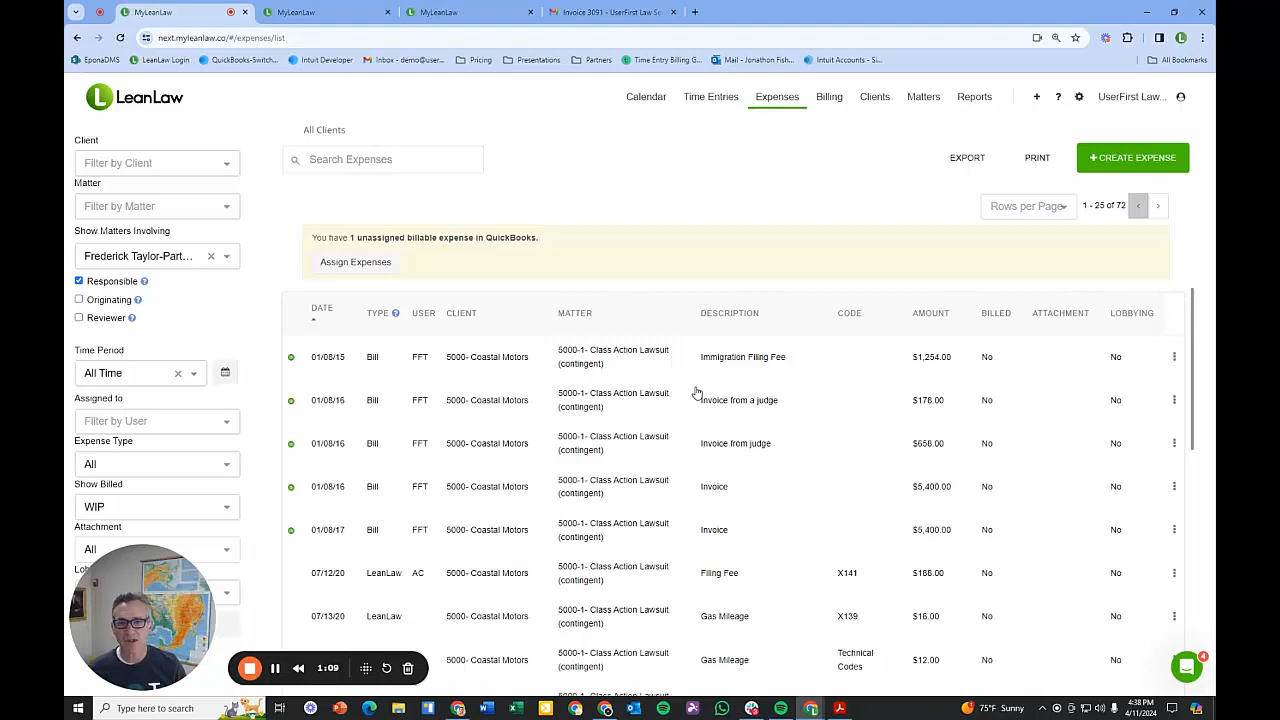 MyLeanLaw
MyLeanLaw
MyLeanLaw
Invoice 3091 - UserFirst Law Se
next.myleanlaw.co/#/expenses/list
EponaDMS
LeanLaw Login
QuickBooks-Switch...
Intuit Developer
Inbox - demo@user...
Pricing
Presentations
Partners
Time Entry Billing G...
Mail - Jonathon Fish...
Intuit Accounts - Si...
All Bookmarks
LeanLaw
Calendar
Time Entries
Expenses
Billing
Clients
Matters
Reports
+
?
UserFirst Law...
Client
Filter by Client
Matter
Filter by Matter
Show Matters Involving
Frederick Taylor-Part...
Responsible
Originating
Reviewer
Time Period
All Time
Assigned to
Filter by User
Expense Type
All
Show Billed
WIP
Attachment
All
All Clients
Search Expenses
EXPORT
PRINT
+ CREATE EXPENSE
Rows per Page
1 - 25 of 72
You have 1 unassigned billable expense in QuickBooks.
Assign Expenses
DATE TYPE USER CLIENT MATTER DESCRIPTION CODE AMOUNT BILLED ATTACHMENT LOBBYING
01/08/15 Bill FFT 5000- Coastal Motors 5000-1- Class Action Lawsuit (contingent) Immigration Filing Fee $1,254.00 No No
01/08/16 Bill FFT 5000- Coastal Motors 5000-1- Class Action Lawsuit (contingent) Invoice from a judge $178.00 No No
01/08/16 Bill FFT 5000- Coastal Motors 5000-1- Class Action Lawsuit (contingent) Invoice from judge $658.00 No No
01/08/16 Bill FFT 5000- Coastal Motors 5000-1- Class Action Lawsuit (contingent) Invoice $5,400.00 No No
01/08/17 Bill FFT 5000- Coastal Motors 5000-1- Class Action Lawsuit (contingent) Invoice $5,400.00 No No
07/12/20 LeanLaw AC 5000- Coastal Motors 5000-1- Class Action Lawsuit (contingent) Filing Fee X141 $188.00 No No
07/13/20 LeanLaw 5000- Coastal Motors 5000-1- Class Action Lawsuit (contingent) Gas Mileage X139 $16.00 No No
5000- Coastal Motors 5000-1- Class Action Lawsuit (contingent) Gas Mileage Technical Codes $12.00 No No
1:09
4
Type here to search
75°F Sunny
4:38 PM
4/11/2024